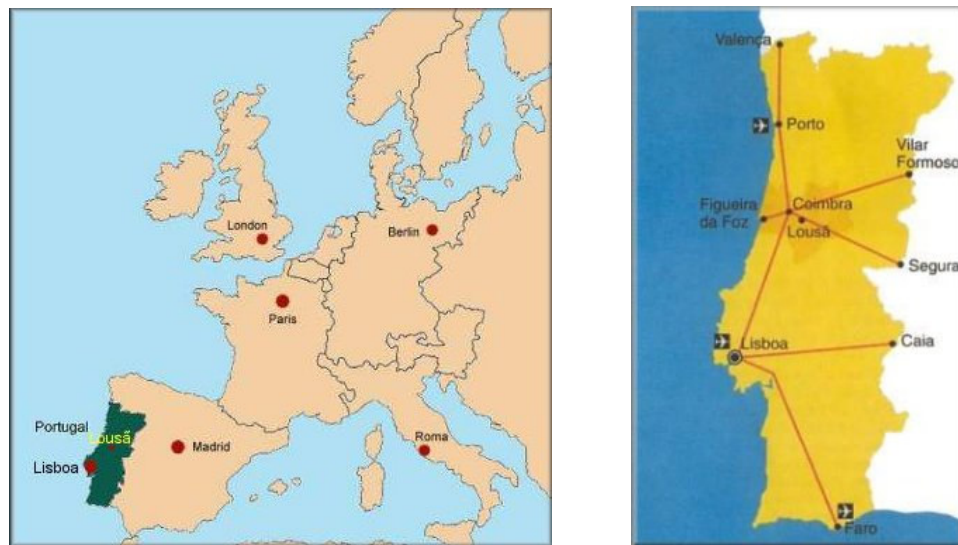 London
Berlin
Paris
Portugal
Lousã
Madrid
Roma
Lisboa
Valença
Porto
Vilar
Formoso
Figueira
da Foz
Coimbra
Lousã
Segura
Lisboa
Caia
Faro